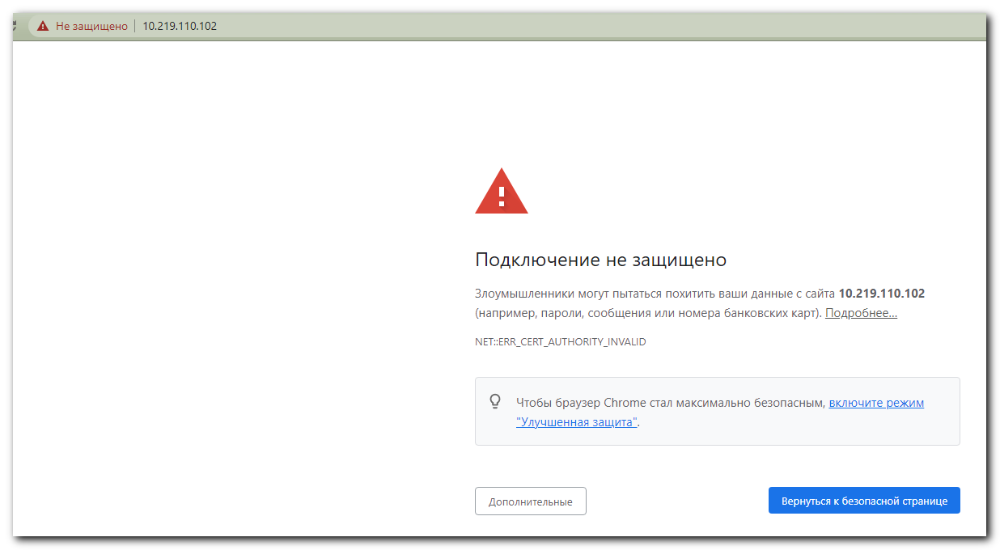 Не защищено 10.219.110.102
Подключение не защищено
Злоумышленники могут пытаться похитить ваши данные с сайта 10.219.110.102
(например, пароли, сообщения или номера банковских карт). Подробнее...
NET::ERR_CERT_AUTHORITY_INVALID
Чтобы браузер Chrome стал максимально безопасным, включите режим
"Улучшенная защита".
Дополнительные
Вернуться к безопасной странице